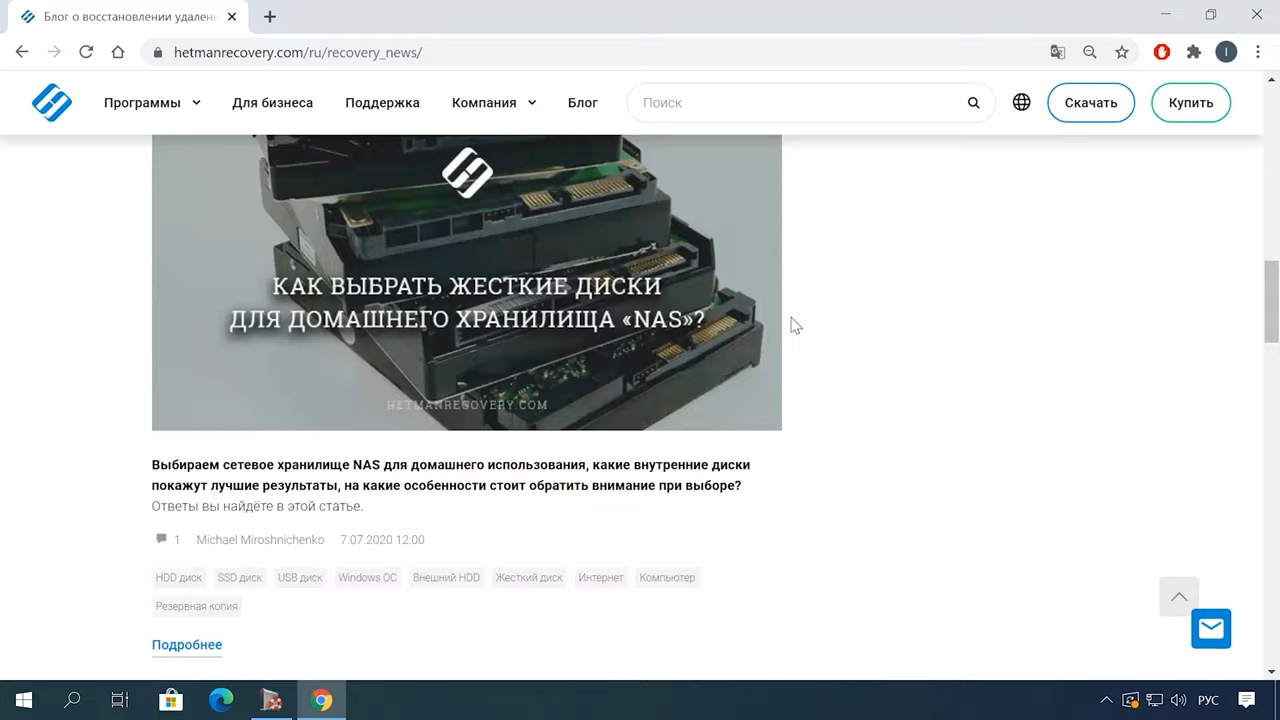 Блог о восстановлении удален
hetmanrecovery.com/ru/recovery_news/
I
Программы
Для бизнеса
Поддержка
Компания
Блог
Поиск
Скачать
Купить
КАК ВЫБРАТЬ ЖЕСТКИЕ ДИСКИ
ДЛЯ ДОМАШНЕГО ХРАНИЛИЩА «NAS»?
HETMANRECOVERY.COM
Выбираем сетевое хранилище NAS для домашнего использования, какие внутренние диски
покажут лучшие результаты, на какие особенности стоит обратить внимание при выборе?
Ответы вы найдёте в этой статье.
1 Michael Miroshnichenko 7.07.2020 12:00
HDD диск SSD диск USB диск Windows ОС Внешний HDD Жесткий диск Интернет Компьютер
Резервная копия
Подробнее
РУС